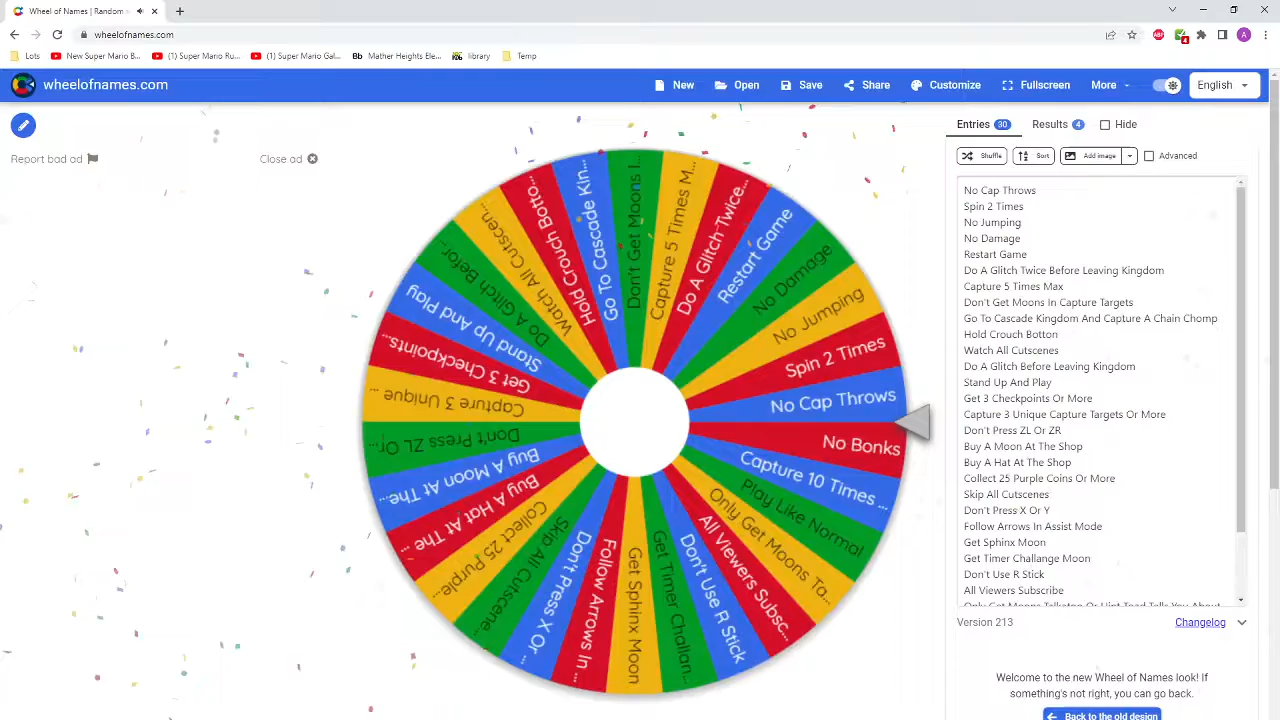 Wheel of Names | Random
wheelofnames.com
Lots
New Super Mario B...
(1) Super Mario Ru...
(1) Super Mario Gal...
Bb Mather Heights Ele...
library
Temp
ABP
4
A
wheelofnames.com
New
Open
Save
Share
Customize
Fullscreen
More
English
Report bad ad
Close ad
Entries 30
Results 4
Hide
Shuffle
Sort
Add image
Advanced
No Cap Throws
Spin 2 Times
No Jumping
No Damage
Restart Game
Do A Glitch Twice Before Leaving Kingdom
Capture 5 Times Max
Don't Get Moons In Capture Targets
Go To Cascade Kingdom And Capture A Chain Chomp
Hold Crouch Botton
Watch All Cutscenes
Do A Glitch Before Leaving Kingdom
Stand Up And Play
Get 3 Checkpoints Or More
Capture 3 Unique Capture Targets Or More
Don't Press ZL Or ZR
Buy A Moon At The Shop
Buy A Hat At The Shop
Collect 25 Purple Coins Or More
Skip All Cutscenes
Don't Press X Or Y
Follow Arrows In Assist Mode
Get Sphinx Moon
Get Timer Challange Moon
Don't Use R Stick
All Viewers Subscribe
Only Get Moons Talkatoo Or Hint Toad Tells You About
Version 213
Changelog
Welcome to the new Wheel of Names look! If
something's not right, you can go back.
Back to the old design
Don't Get Moons I...
Capture 5 Times M...
Do A Glitch Twice...
Restart Game
No Damage
No Jumping
Spin 2 Times
No Cap Throws
No Bonks
Capture 10 Times ...
Play Like Normal
Only Get Moons Ta...
All Viewers Subsc...
Don't Use R Stick
Get Timer Challan...
Get Sphinx Moon
Follow Arrows In ...
Don't Press X Or ...
Skip All Cutscene...
Collect 25 Purple...
Buy A Hat At The ...
Buy A Moon At The...
Don't Press ZL Or...
Capture 3 Unique ...
Get 3 Checkpoints...
Stand Up And Play
Do A Glitch Befor...
Watch All Cutscen...
Hold Crouch Botto...
Go To Cascade Kin...